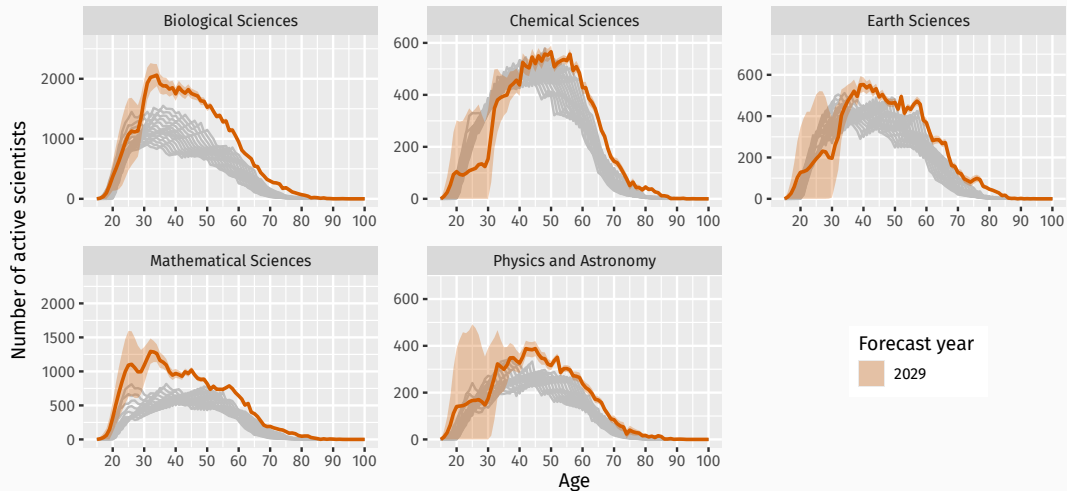 Biological Sciences
Chemical Sciences
Earth Sciences
2000
1000
0
20 30 40 50 60 70 80 90 100
600
400
200
0
20 30 40 50 60 70 80 90 100
600
400
200
0
20 30 40 50 60 70 80 90 100
Number of active scientists
Mathematical Sciences
Physics and Astronomy
2000
1500
1000
500
0
20 30 40 50 60 70 80 90 100
600
400
200
0
20 30 40 50 60 70 80 90 100
Age
Forecast year
2029